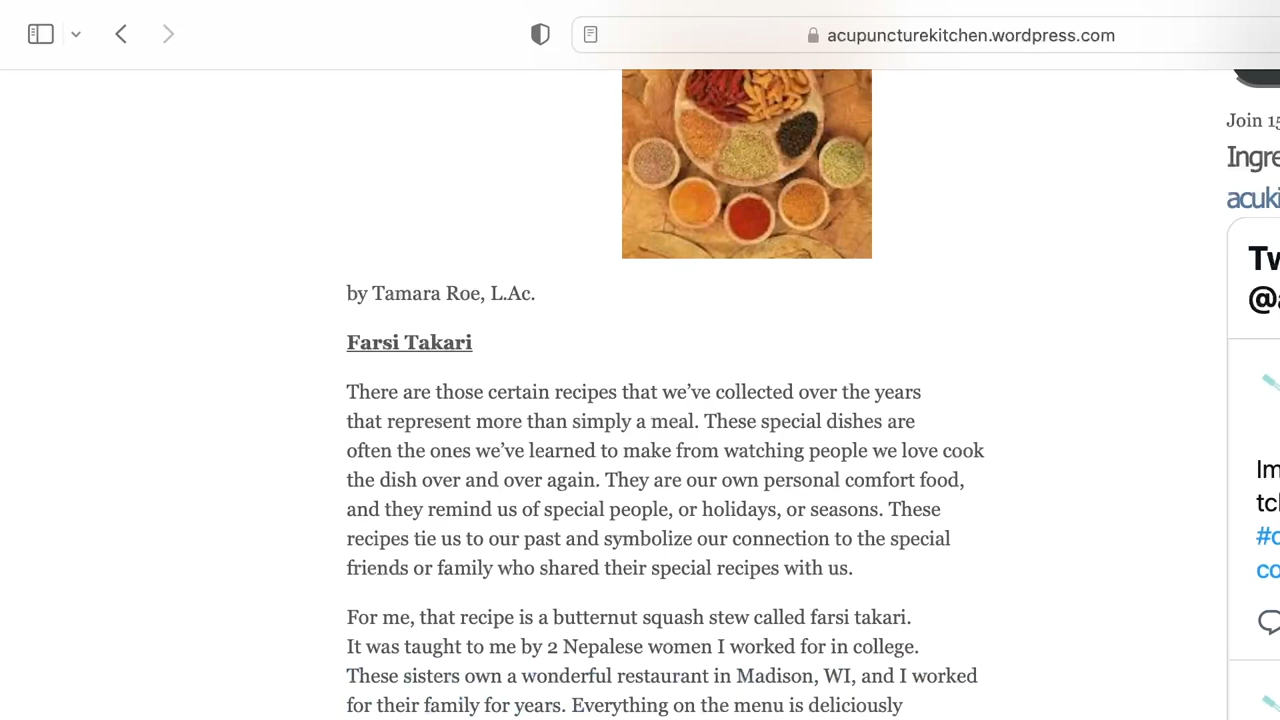 acupuncturekitchen.wordpress.com
Join
by Tamara Roe, L.Ac.
Farsi Takari
There are those certain recipes that we’ve collected over the years
that represent more than simply a meal. These special dishes are
often the ones we’ve learned to make from watching people we love cook
the dish over and over again. They are our own personal comfort food,
and they remind us of special people, or holidays, or seasons. These
recipes tie us to our past and symbolize our connection to the special
friends or family who shared their special recipes with us.
For me, that recipe is a butternut squash stew called farsi takari.
It was taught to me by 2 Nepalese women I worked for in college.
These sisters own a wonderful restaurant in Madison, WI, and I worked
for their family for years. Everything on the menu is deliciously